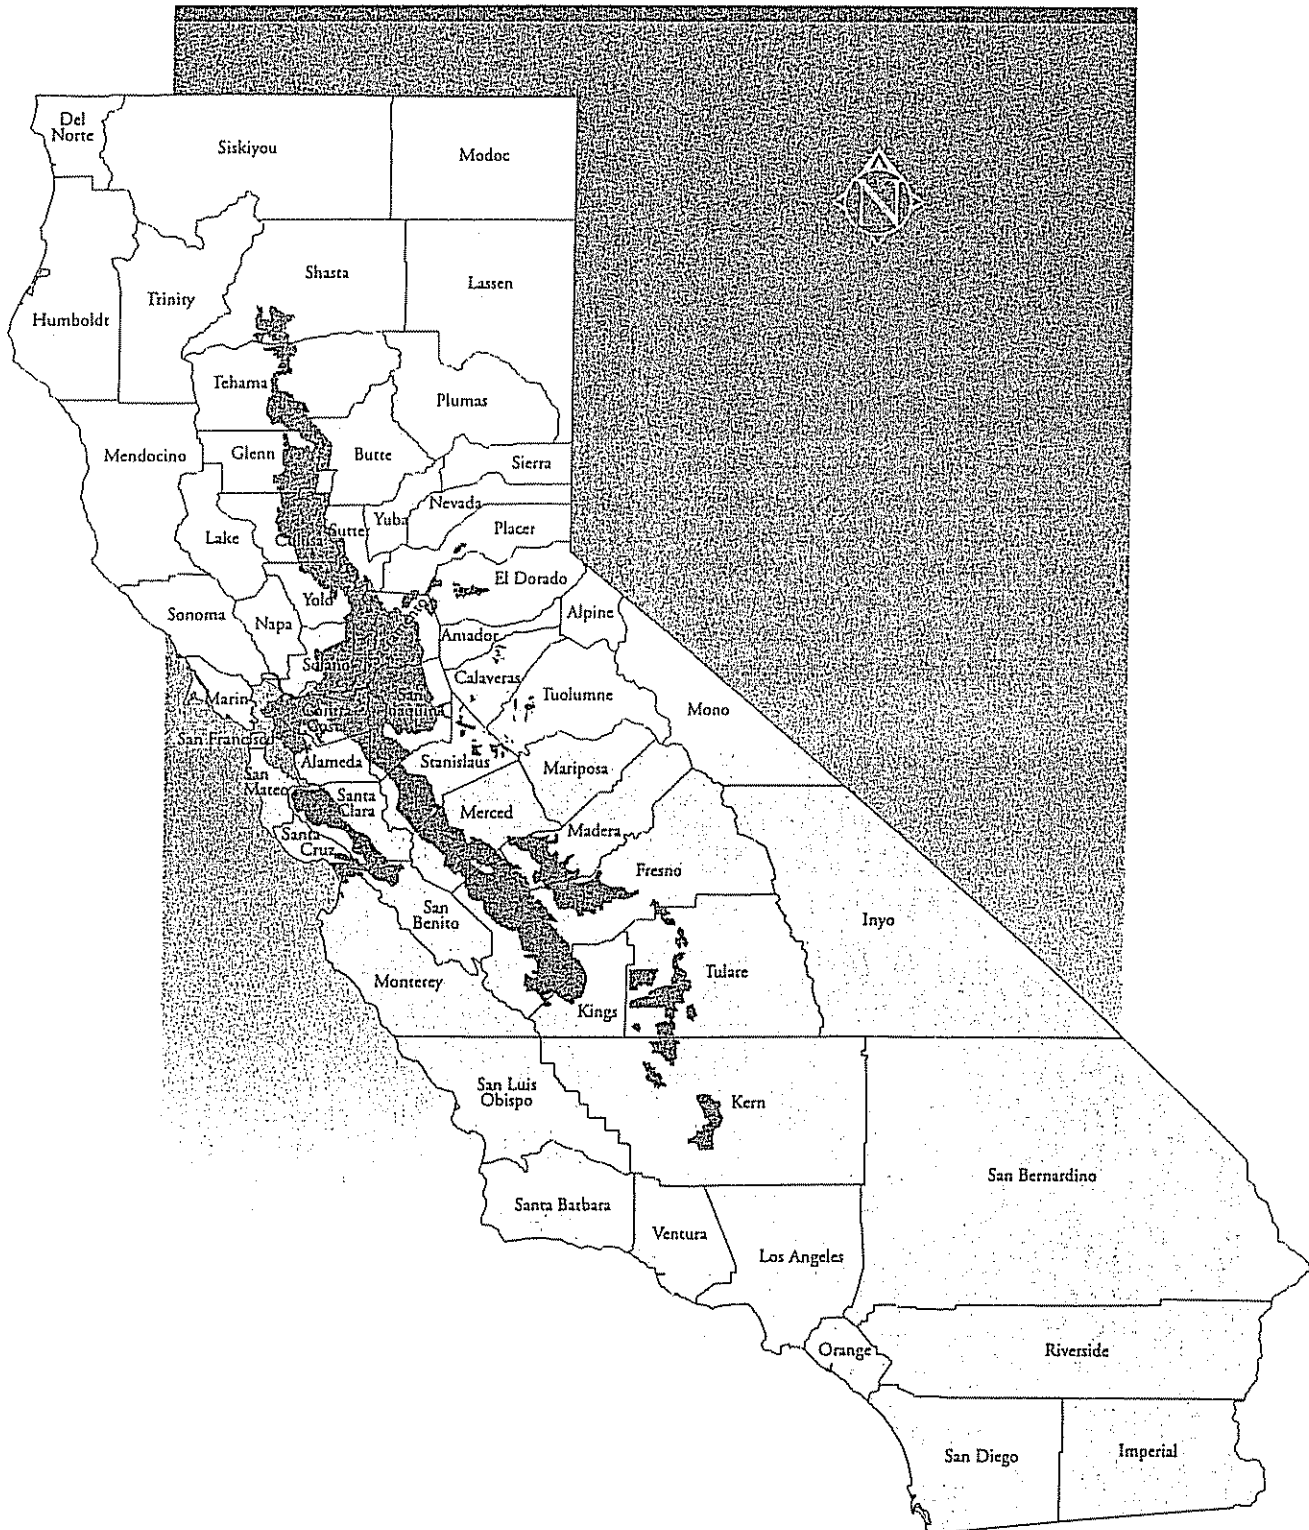 Del
Norte
Siskiyou
Modoc
Shasta
Lassen
Trinity
Humboldt
Tehama
Plumas
Mendocino
Glenn
Butte
Sierra
Nevada
Yuba
Sutter
Placer
Lake
Colusa
El Dorado
Yolo
Alpine
Sonoma
Napa
Amador
Solano
Calaveras
Marin
San
Joaquin
Tuolumne
Contra
Costa
Mono
San Francisco
Alameda
Stanislaus
Mariposa
San
Mateo
Santa
Clara
Merced
Madera
Santa
Cruz
Fresno
San
Benito
Inyo
Monterey
Tulare
Kings
San Luis
Obispo
Kern
San Bernardino
Santa Barbara
Ventura
Los Angeles
Orange
Riverside
San Diego
Imperial
N